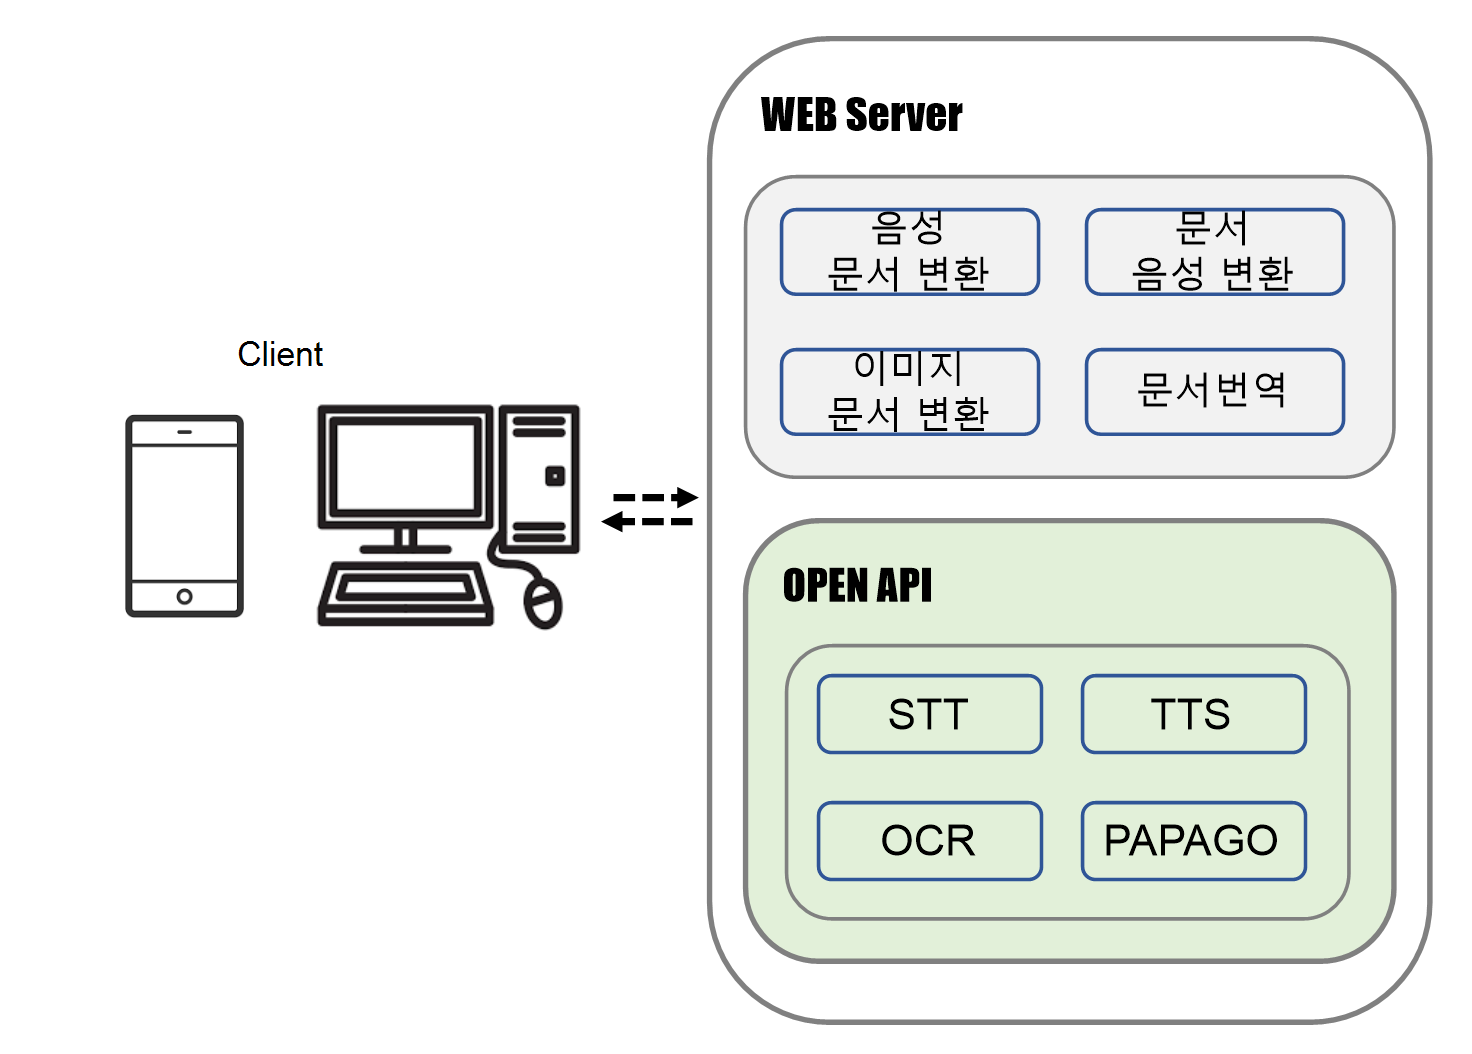 WEB Server
음성
문서 변환
문서
음성 변환
이미지
문서 변환
문서번역
Client
OPEN API
STT
TTS
OCR
PAPAGO